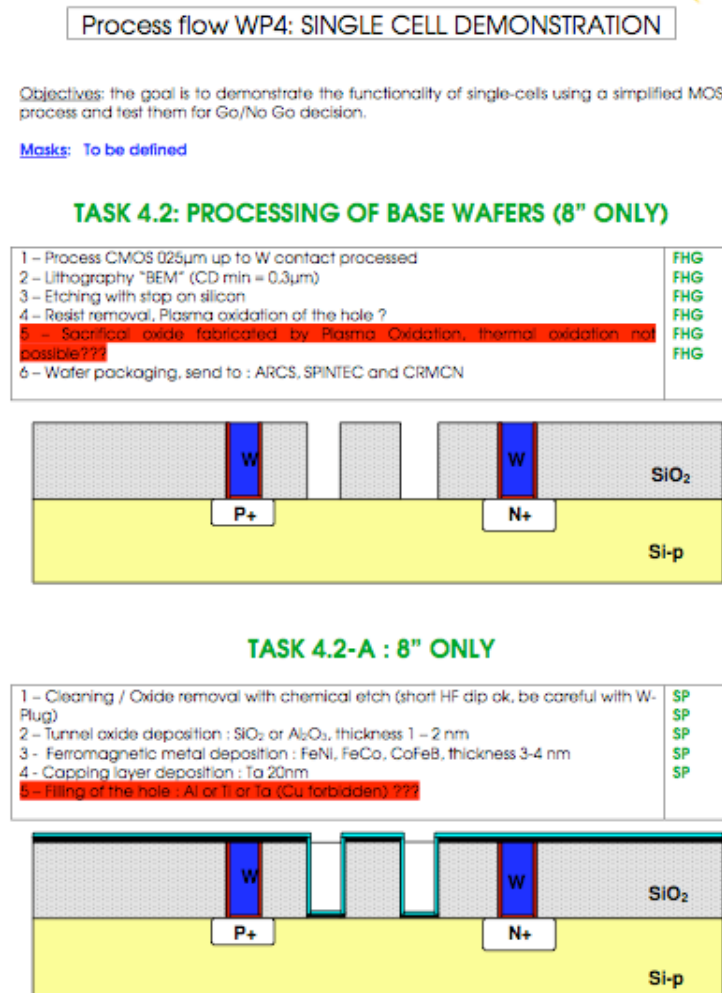 Process flow WP4: SINGLE CELL DEMONSTRATION
Objectives: the goal is to demonstrate the functionality of single-cells using a simplified MOS
process and test them for Go/No Go decision.
Masks: To be defined
TASK 4.2: PROCESSING OF BASE WAFERS (8” ONLY)
1 – Process CMOS 025µm up to W contact processed FHG
2 – Lithography “BEM” (CD min = 0,3µm) FHG
3 – Etching with stop on silicon FHG
4 – Resist removal, Plasma oxidation of the hole ? FHG
5 – Sacrifical oxide fabricated by Plasma Oxidation, thermal oxidation not FHG
possible??? FHG
6 – Wafer packaging, send to : ARCS, SPINTEC and CRMCN
W W
SiO₂
P+ N+
Si-p
TASK 4.2-A : 8” ONLY
1 – Cleaning / Oxide removal with chemical etch (short HF dip ok, be careful with W- SP
Plug) SP
2 – Tunnel oxide deposition : SiO₂ or Al₂O₃, thickness 1 – 2 nm SP
3 - Ferromagnetic metal deposition : FeNi, FeCo, CoFeB, thickness 3-4 nm SP
4 - Capping layer deposition : Ta 20nm SP
5 – Filling of the hole : Al or Ti or Ta (Cu forbidden) ???
W W
SiO₂
P+ N+
Si-p